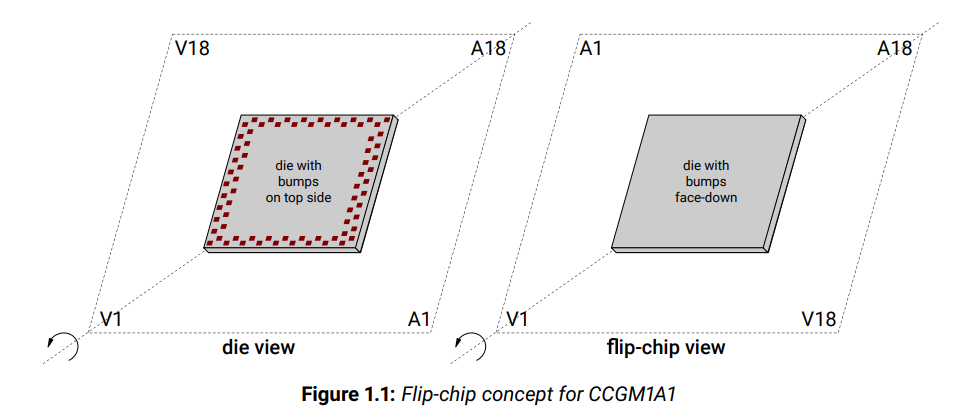 V18 A18 A1 A18
die with
bumps
on top side
die with
bumps
face-down
V1 A1 V1 V18
die view flip-chip view
Figure 1.1: Flip-chip concept for CCGM1A1